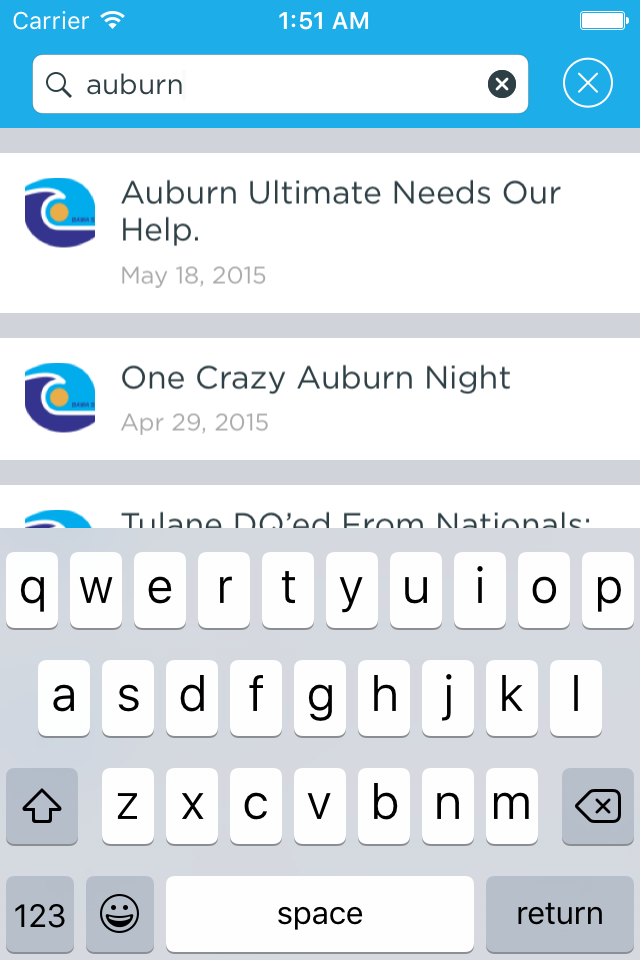 Carrier 1:51 AM
auburn
Auburn Ultimate Needs Our
Help.
May 18, 2015
One Crazy Auburn Night
Apr 29, 2015
Tulane DQ’ed From Nationals:
q w e r t y u i o p
a s d f g h j k l
z x c v b n m
123 space return